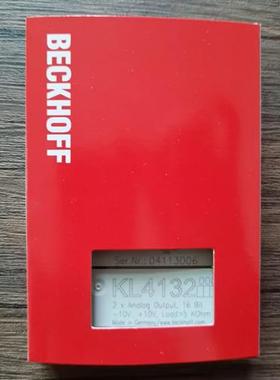 BECKHOFF
Ser.Nr.: 04113006
KL4132
2 x Analog Output, 16 Bit
-10V.. +10V, Load>5 KOhm
Made in Germany/www.beckhoff.com